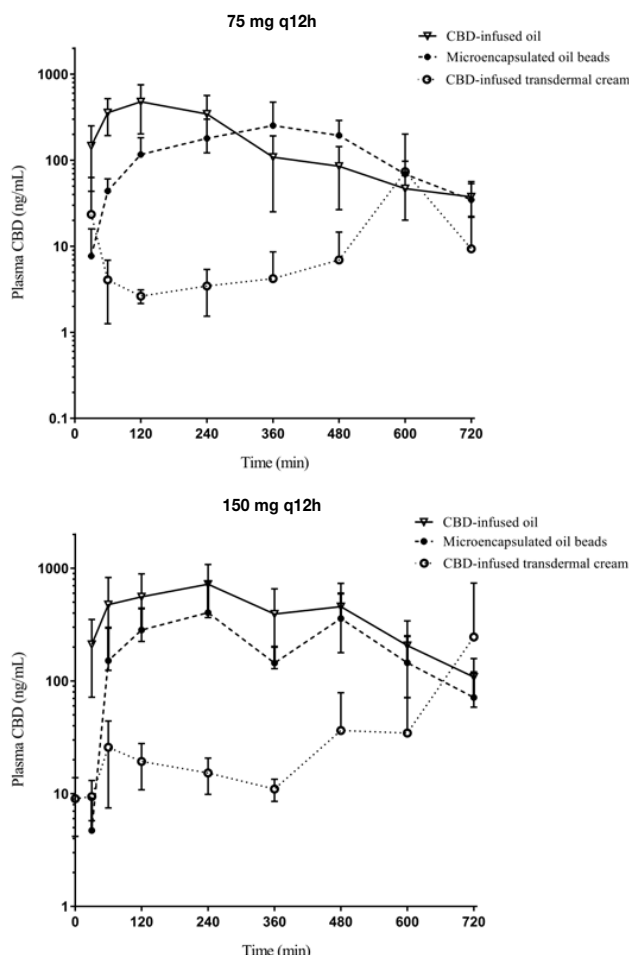 75 mg q12h
CBD-infused oil
Microencapsulated oil beads
CBD-infused transdermal cream
Plasma CBD (ng/mL)
1000
100
10
1
0.1
0 120 240 360 480 600 720
Time (min)
150 mg q12h
CBD-infused oil
Microencapsulated oil beads
CBD-infused transdermal cream
Plasma CBD (ng/mL)
1000
100
10
1
0 120 240 360 480 600 720
Time (min)